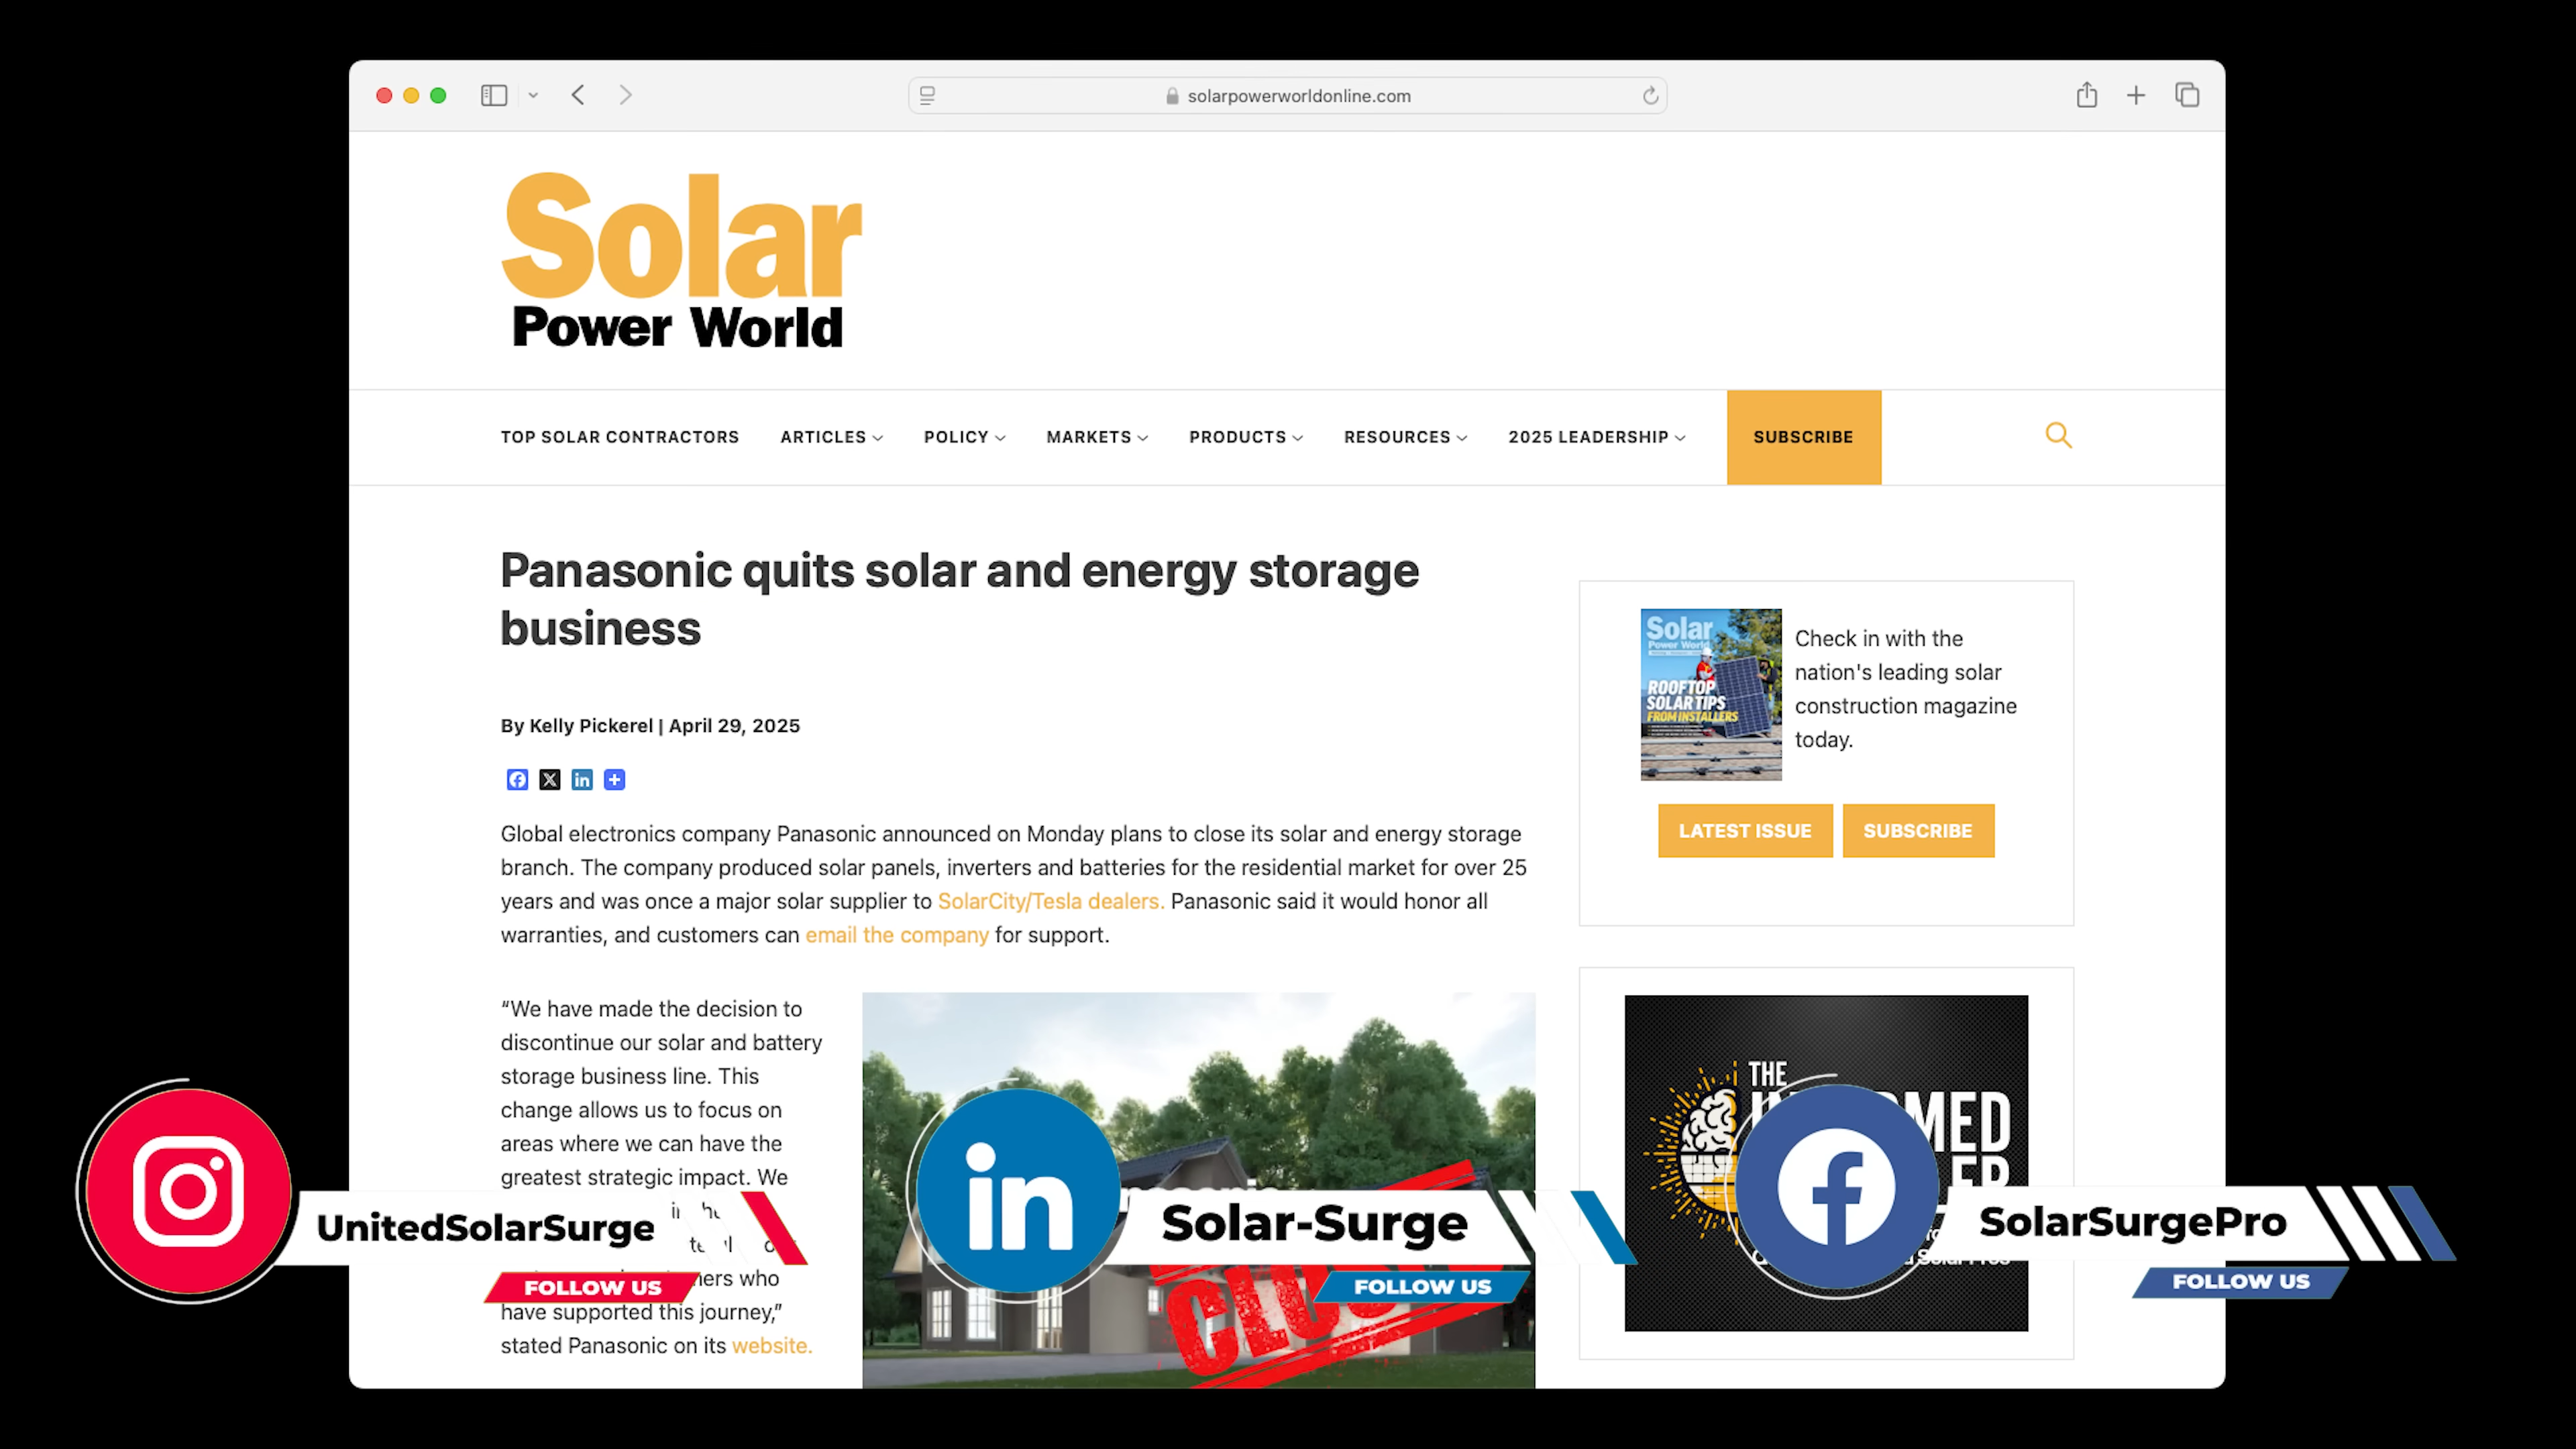 solarpowerworldonline.com
Solar
Power World
TOP SOLAR CONTRACTORS
ARTICLES
POLICY
MARKETS
PRODUCTS
RESOURCES
2025 LEADERSHIP
SUBSCRIBE
Panasonic quits solar and energy storage
business
By Kelly Pickerel | April 29, 2025
Global electronics company Panasonic announced on Monday plans to close its solar and energy storage
branch. The company produced solar panels, inverters and batteries for the residential market for over 25
years and was once a major solar supplier to SolarCity/Tesla dealers. Panasonic said it would honor all
warranties, and customers can email the company for support.
“We have made the decision to
discontinue our solar and battery
storage business line. This
change allows us to focus on
areas where we can have the
greatest strategic impact. We
who
have supported this journey,”
stated Panasonic on its website.
Solar
Power World
ROOFTOP
SOLAR TIPS
FROM INSTALLERS
Check in with the
nation's leading solar
construction magazine
today.
LATEST ISSUE
SUBSCRIBE
THE
UnitedSolarSurge
FOLLOW US
in
Solar-Surge
FOLLOW US
f
SolarSurgePro
FOLLOW US